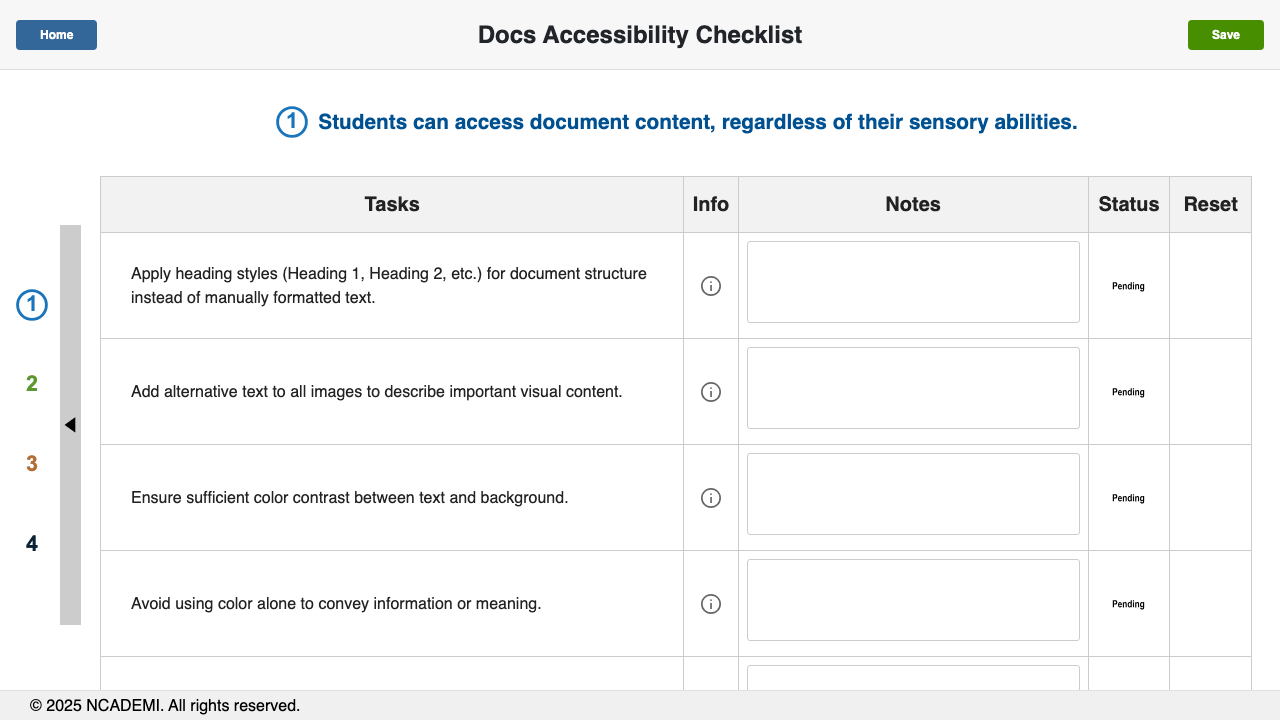 Home
Docs Accessibility Checklist
Save
1 Students can access document content, regardless of their sensory abilities.
Tasks Info Notes Status Reset
Apply heading styles (Heading 1, Heading 2, etc.) for document structure
instead of manually formatted text.
Pending
Add alternative text to all images to describe important visual content.
Pending
Ensure sufficient color contrast between text and background.
Pending
Avoid using color alone to convey information or meaning.
Pending
1
2
3
4
© 2025 NCADEMI. All rights reserved.